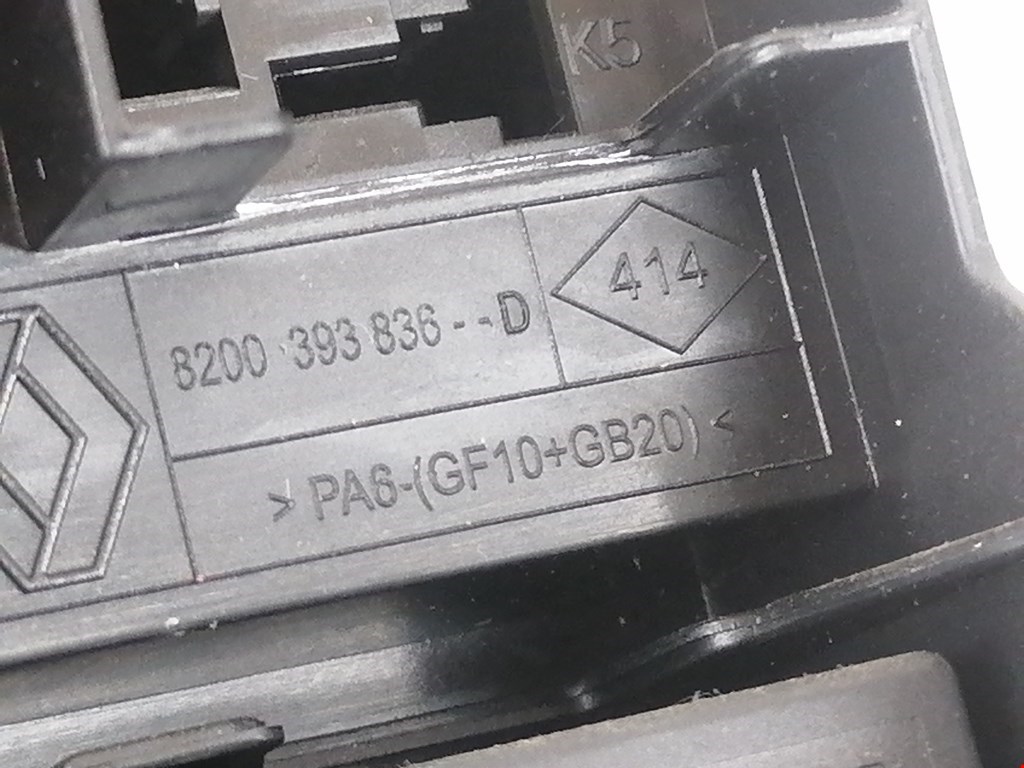 K5
8200 393 836 - - D
414
> PA6-(GF10+GB20) <